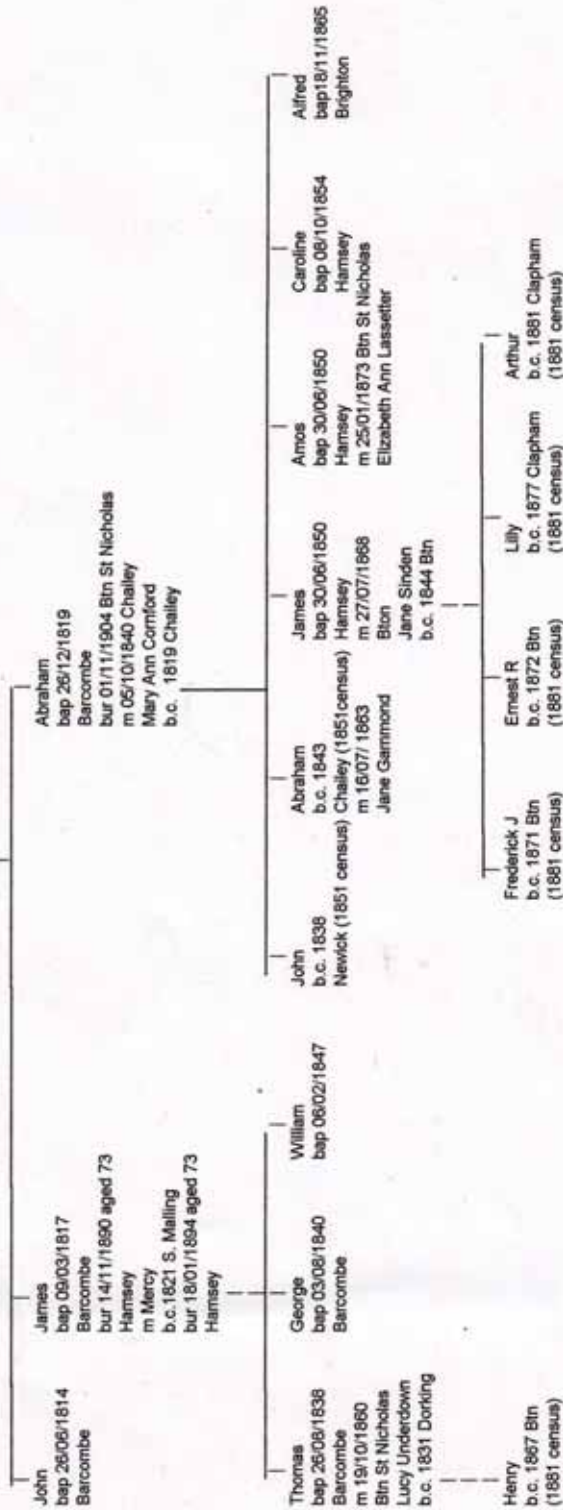 John
bap 26/06/1814
Barcombe
James
bap 09/03/1817
Barcombe
bur 14/11/1890 aged 73
Hamsey
m Mercy
b.c.1821 S. Malling
bur 18/01/1894 aged 73
Hamsey
Abraham
bap 26/12/1819
Barcombe
bur 01/11/1904 Btn St Nicholas
m 05/10/1840 Chailey
Mary Ann Cornford
b.c. 1819 Chailey
Thomas
bap 26/08/1838
Barcombe
m 19/10/1860
Btn St Nicholas
Lucy Underdown
b.c. 1831 Dorking
George
bap 03/08/1840
Barcombe
William
bap 06/02/1847
John
b.c. 1838
Newick (1851 census)
Abraham
b.c. 1843
Chailey (1851census)
m 16/07/ 1863
Jane Gammond
James
bap 30/06/1850
Hamsey
m 27/07/1868
Bton
Jane Sinden
b.c. 1844 Btn
Amos
bap 30/06/1850
Hamsey
m 25/01/1873 Btn St Nicholas
Elizabeth Ann Lassetter
Caroline
bap 08/10/1854
Hamsey
Alfred
bap18/11/1865
Brighton
Henry
b.c. 1867 Btn
(1881 census)
Frederick J
b.c. 1871 Btn
(1881 census)
Ernest R
b.c. 1872 Btn
(1881 census)
Lilly
b.c. 1877 Clapham
(1881 census)
Arthur
b.c. 1881 Clapham
(1881 census)